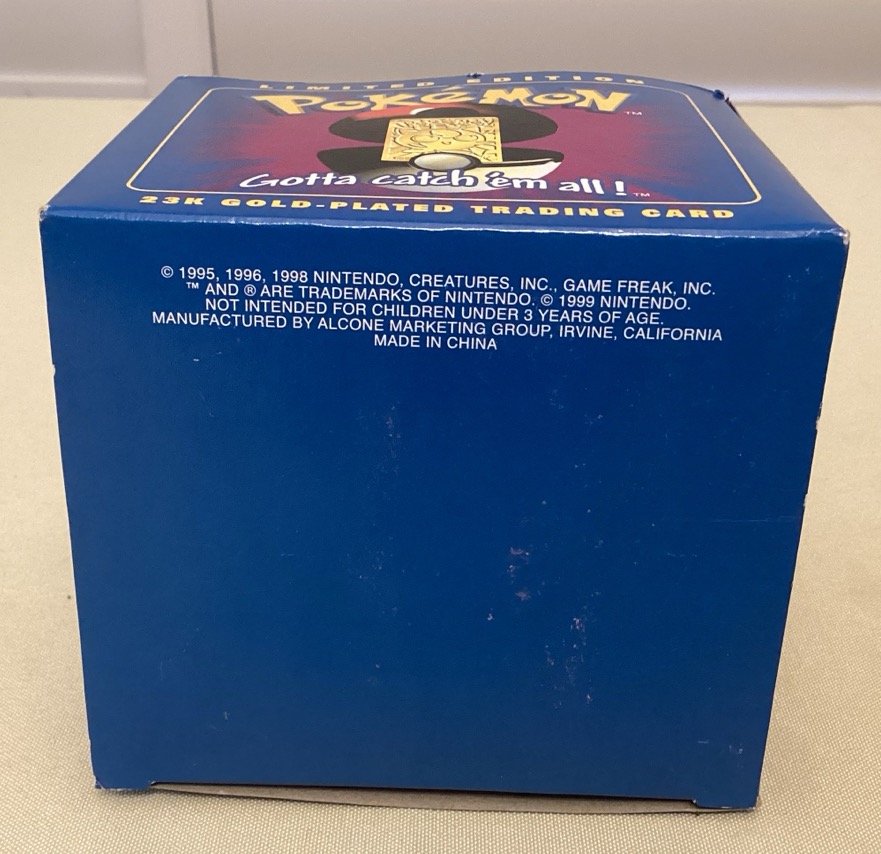 LIMITED EDITION
POKéMON™
Gotta catch 'em all!™
23K GOLD-PLATED TRADING CARD
© 1995, 1996, 1998 NINTENDO, CREATURES, INC., GAME FREAK, INC.
™ AND ® ARE TRADEMARKS OF NINTENDO. © 1999 NINTENDO.
NOT INTENDED FOR CHILDREN UNDER 3 YEARS OF AGE.
MANUFACTURED BY ALCONE MARKETING GROUP, IRVINE, CALIFORNIA
MADE IN CHINA